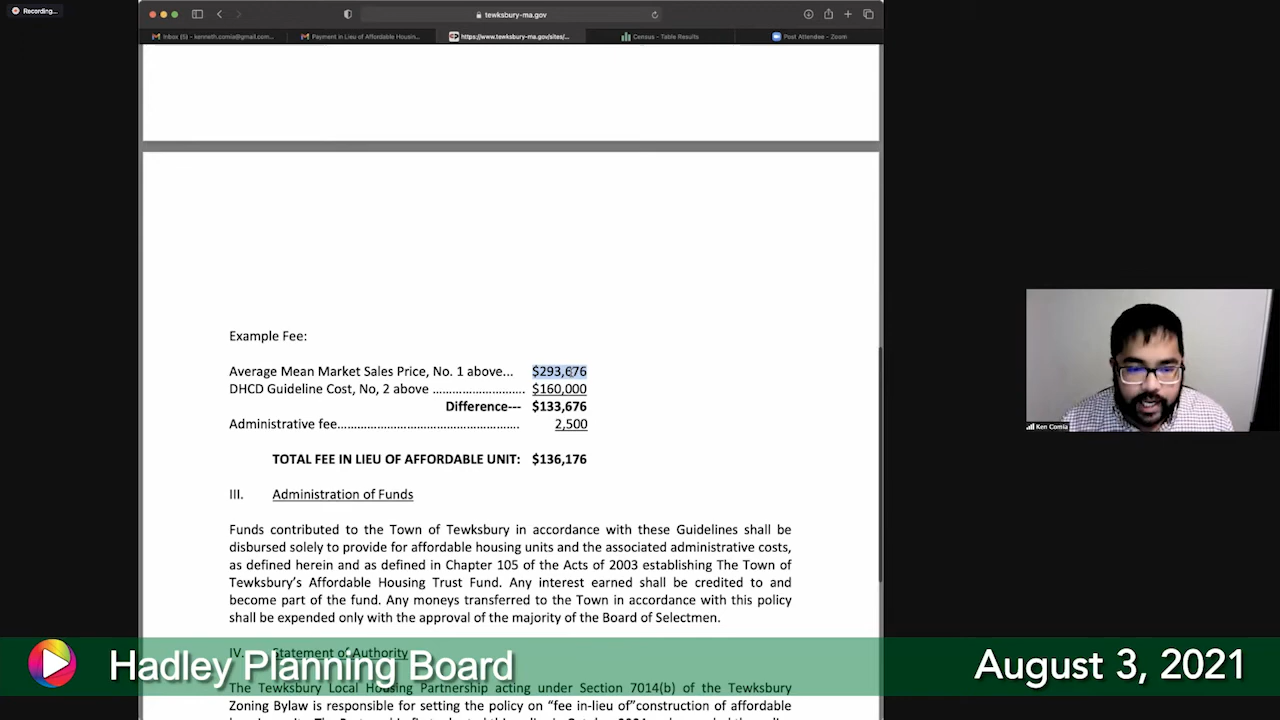 Recording...
tewksbury-ma.gov
Inbox (5) - kenneth.comia@gmail.com...
Payment in Lieu of Affordable Housin...
https://www.tewksbury-ma.gov/sites/...
Census - Table Results
Post Attendee - Zoom
Example Fee:
Average Mean Market Sales Price, No. 1 above... $293,676
DHCD Guideline Cost, No, 2 above ........................... $160,000
Difference--- $133,676
Administrative fee..................................................... 2,500
TOTAL FEE IN LIEU OF AFFORDABLE UNIT: $136,176
III. Administration of Funds
Funds contributed to the Town of Tewksbury in accordance with these Guidelines shall be
disbursed solely to provide for affordable housing units and the associated administrative costs,
as defined herein and as defined in Chapter 105 of the Acts of 2003 establishing The Town of
Tewksbury's Affordable Housing Trust Fund. Any interest earned shall be credited to and
become part of the fund. Any moneys transferred to the Town in accordance with this policy
shall be expended only with the approval of the majority of the Board of Selectmen.
IV. Statement of Authority
The Tewksbury Local Housing Partnership acting under Section 7014(b) of the Tewksbury
Zoning Bylaw is responsible for setting the policy on "fee in-lieu of"construction of affordable
Ken Comia
Hadley Planning Board
August 3, 2021